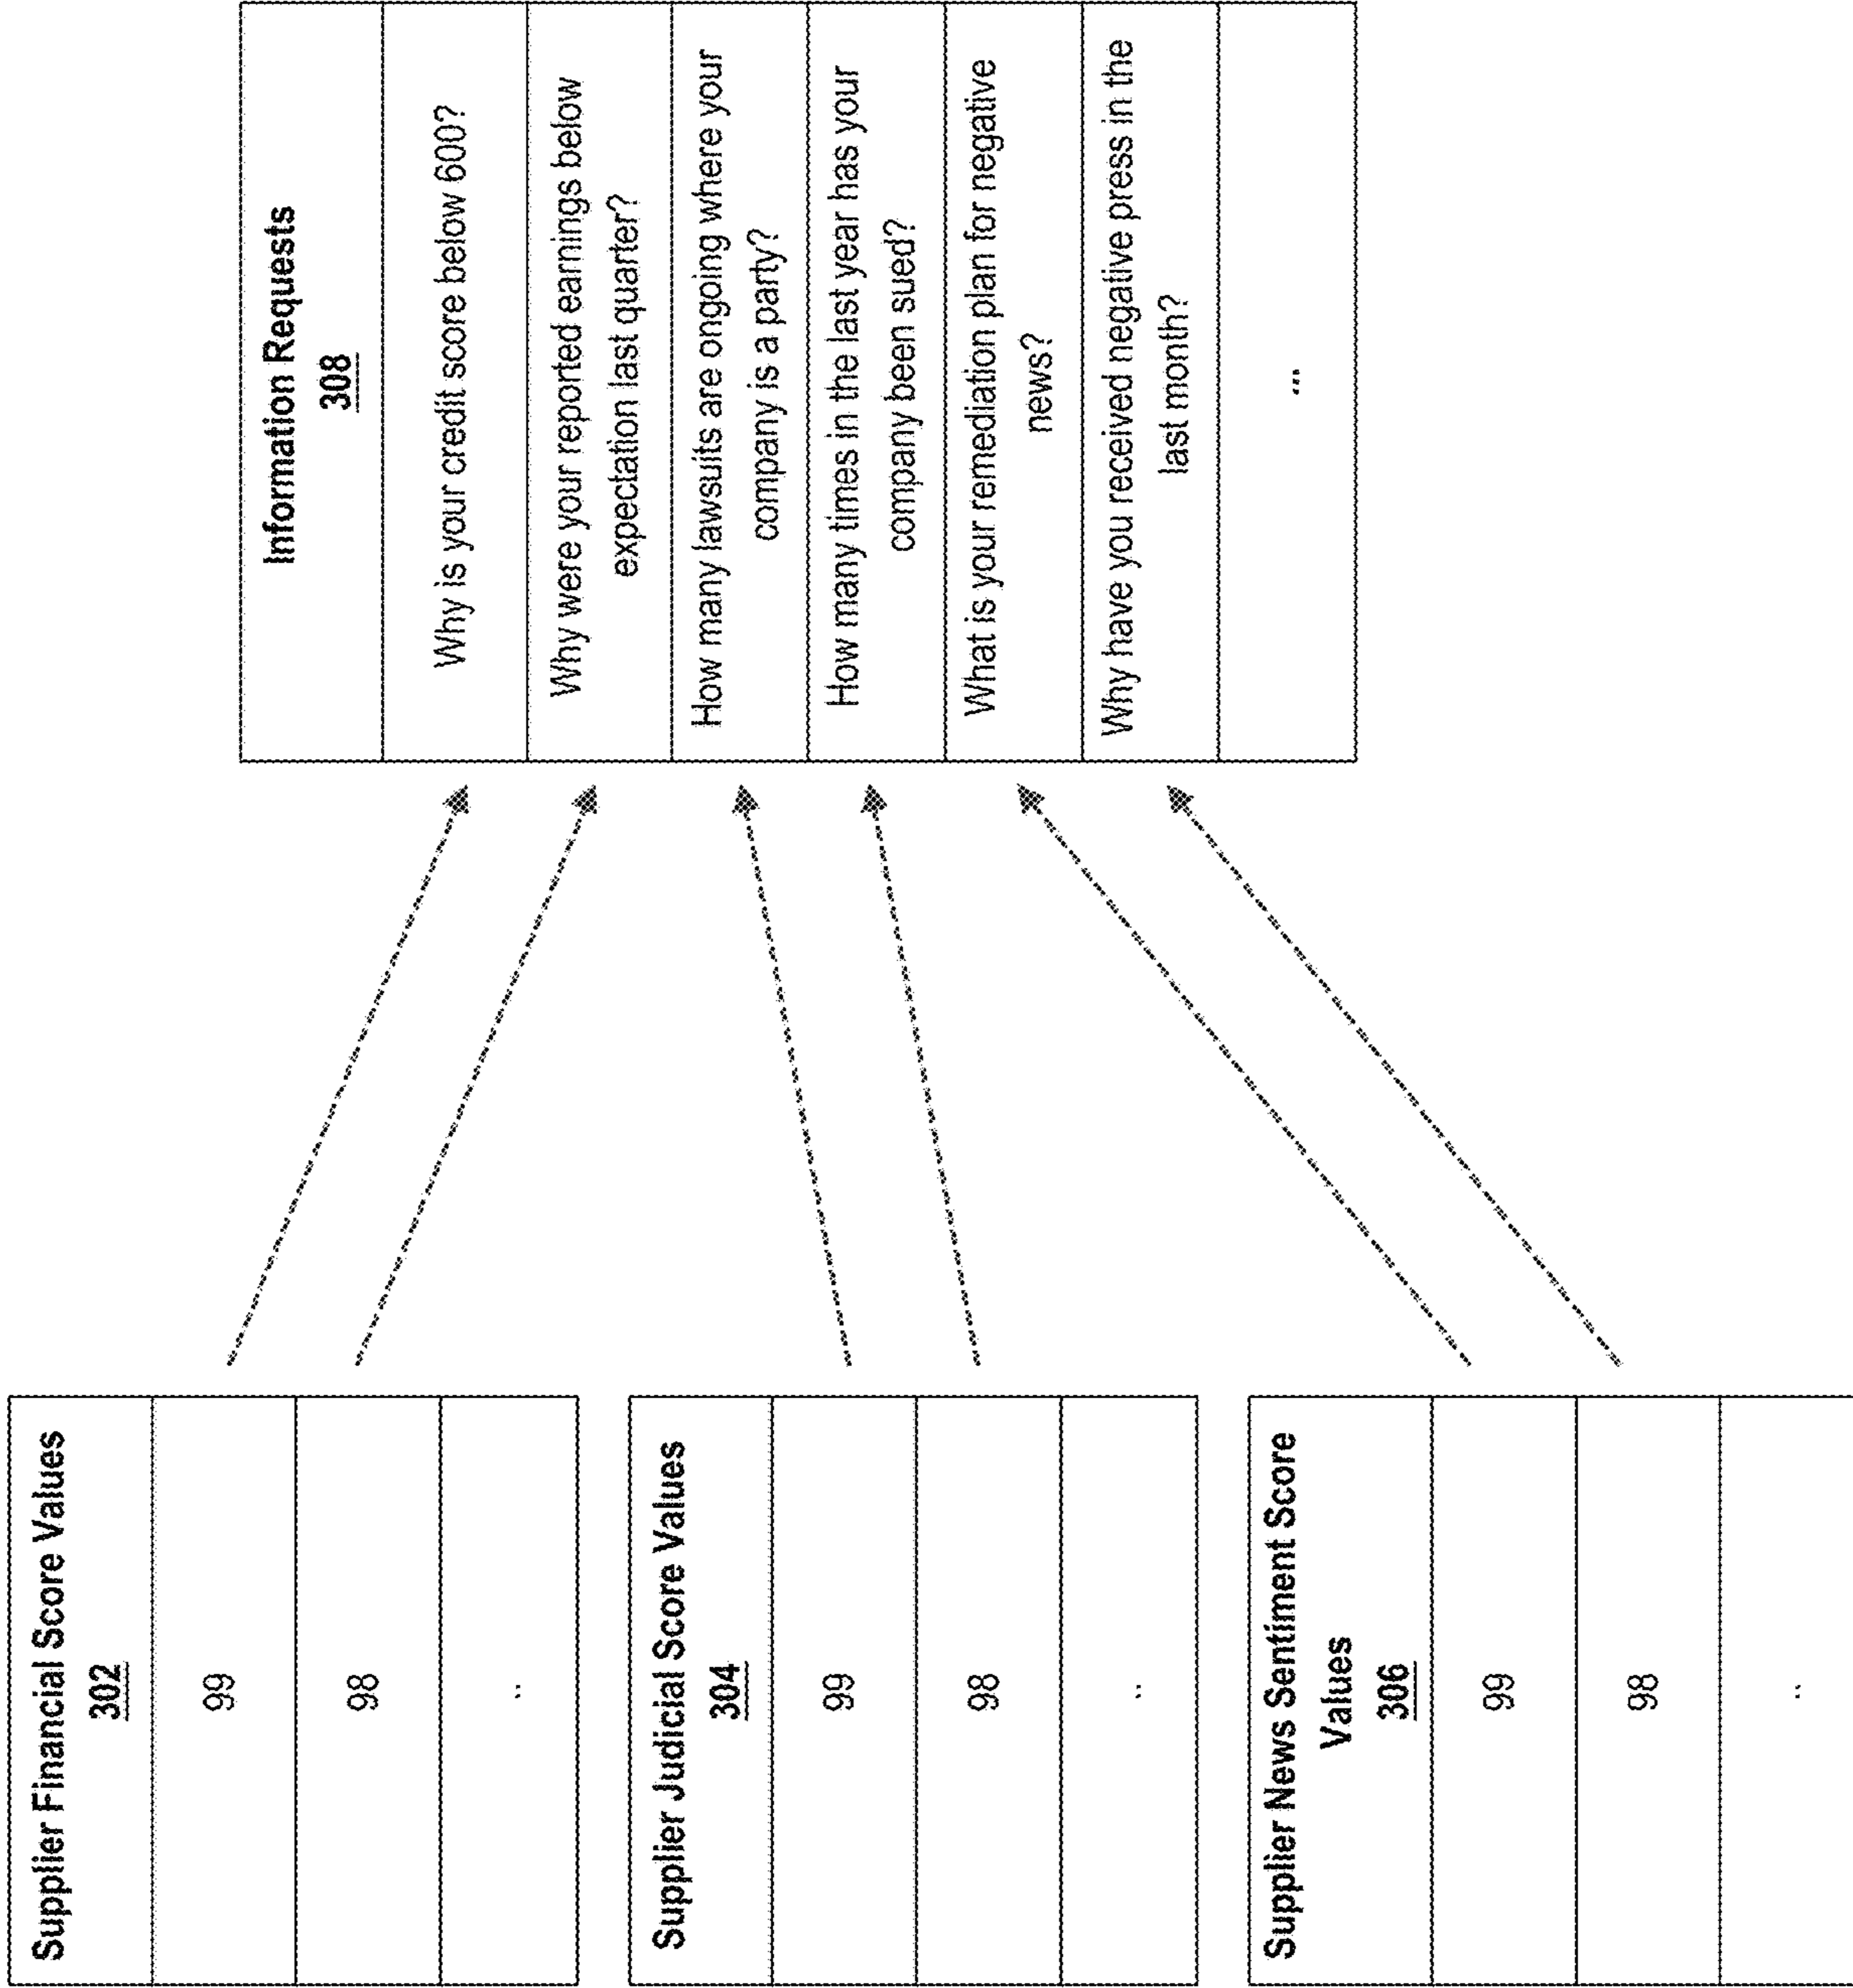 Supplier Financial Score Values
302
99
98
..
Supplier Judicial Score Values
304
99
98
..
Supplier News Sentiment Score
Values
306
99
98
..
Information Requests
308
Why is your credit score below 600?
Why were your reported earnings below
expectation last quarter?
How many lawsuits are ongoing where your
company is a party?
How many times in the last year has your
company been sued?
What is your remediation plan for negative
news?
Why have you received negative press in the
last month?
...